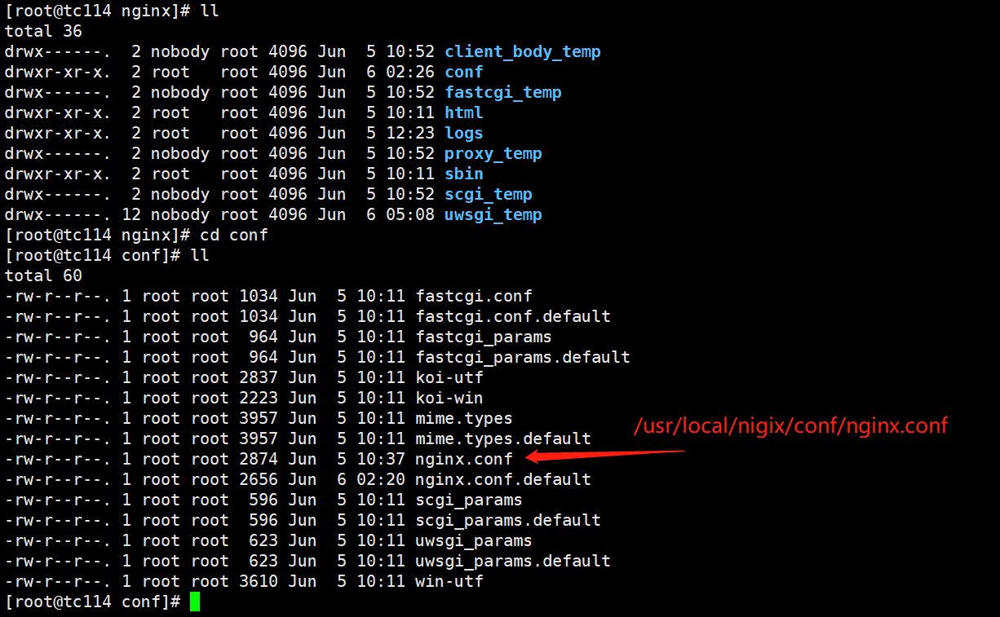 [root@tc114 nginx]# ll
total 36
drwx------.  2 nobody root 4096 Jun  5 10:52 client_body_temp
drwxr-xr-x.  2 root   root 4096 Jun  6 02:26 conf
drwx------.  2 nobody root 4096 Jun  5 10:52 fastcgi_temp
drwxr-xr-x.  2 root   root 4096 Jun  5 10:11 html
drwxr-xr-x.  2 root   root 4096 Jun  5 12:23 logs
drwx------.  2 nobody root 4096 Jun  5 10:52 proxy_temp
drwxr-xr-x.  2 root   root 4096 Jun  5 10:11 sbin
drwx------.  2 nobody root 4096 Jun  5 10:52 scgi_temp
drwx------. 12 nobody root 4096 Jun  6 05:08 uwsgi_temp
[root@tc114 nginx]# cd conf
[root@tc114 conf]# ll
total 60
-rw-r--r--. 1 root root 1034 Jun  5 10:11 fastcgi.conf
-rw-r--r--. 1 root root 1034 Jun  5 10:11 fastcgi.conf.default
-rw-r--r--. 1 root root  964 Jun  5 10:11 fastcgi_params
-rw-r--r--. 1 root root  964 Jun  5 10:11 fastcgi_params.default
-rw-r--r--. 1 root root 2837 Jun  5 10:11 koi-utf
-rw-r--r--. 1 root root 2223 Jun  5 10:11 koi-win
-rw-r--r--. 1 root root 3957 Jun  5 10:11 mime.types
/usr/local/nigix/conf/nginx.conf
-rw-r--r--. 1 root root 3957 Jun  5 10:11 mime.types.default
-rw-r--r--. 1 root root 2874 Jun  5 10:37 nginx.conf
-rw-r--r--. 1 root root 2656 Jun  6 02:20 nginx.conf.default
-rw-r--r--. 1 root root  596 Jun  5 10:11 scgi_params
-rw-r--r--. 1 root root  596 Jun  5 10:11 scgi_params.default
-rw-r--r--. 1 root root  623 Jun  5 10:11 uwsgi_params
-rw-r--r--. 1 root root  623 Jun  5 10:11 uwsgi_params.default
-rw-r--r--. 1 root root 3610 Jun  5 10:11 win-utf
[root@tc114 conf]#